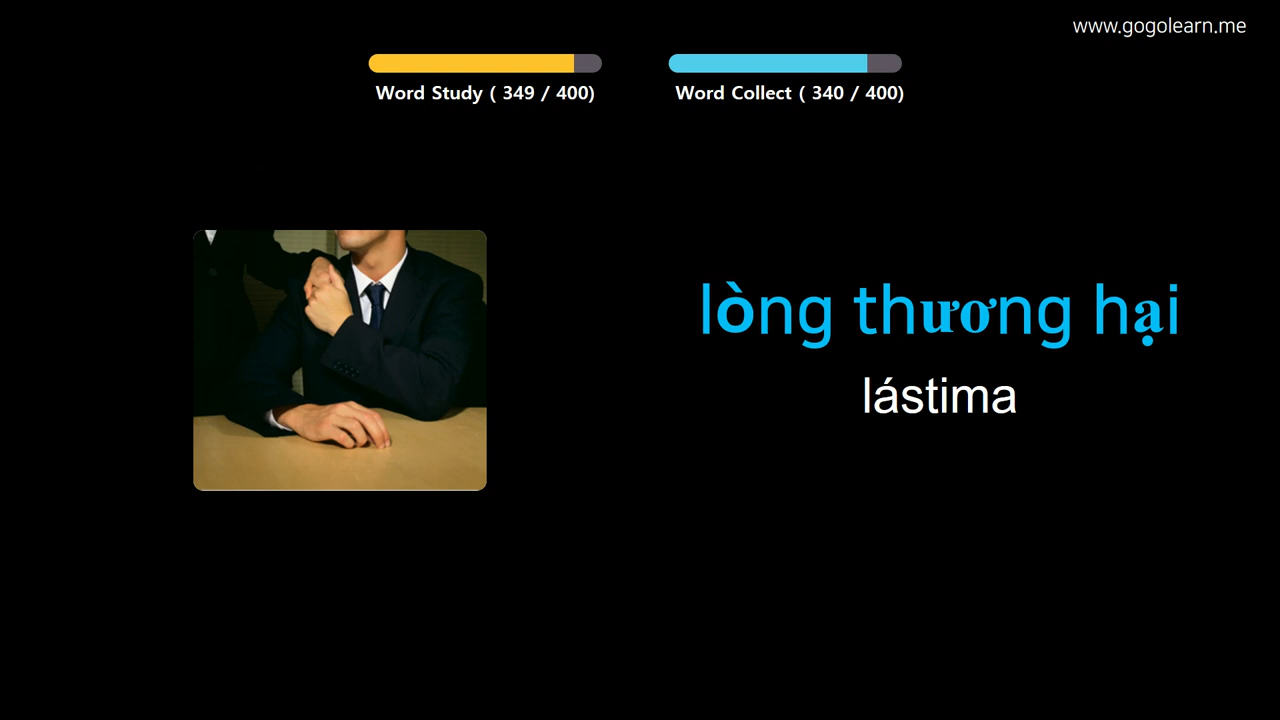 www.gogolearn.me
Word Study ( 349 / 400)
Word Collect ( 340 / 400)
lòng thương hại
lástima